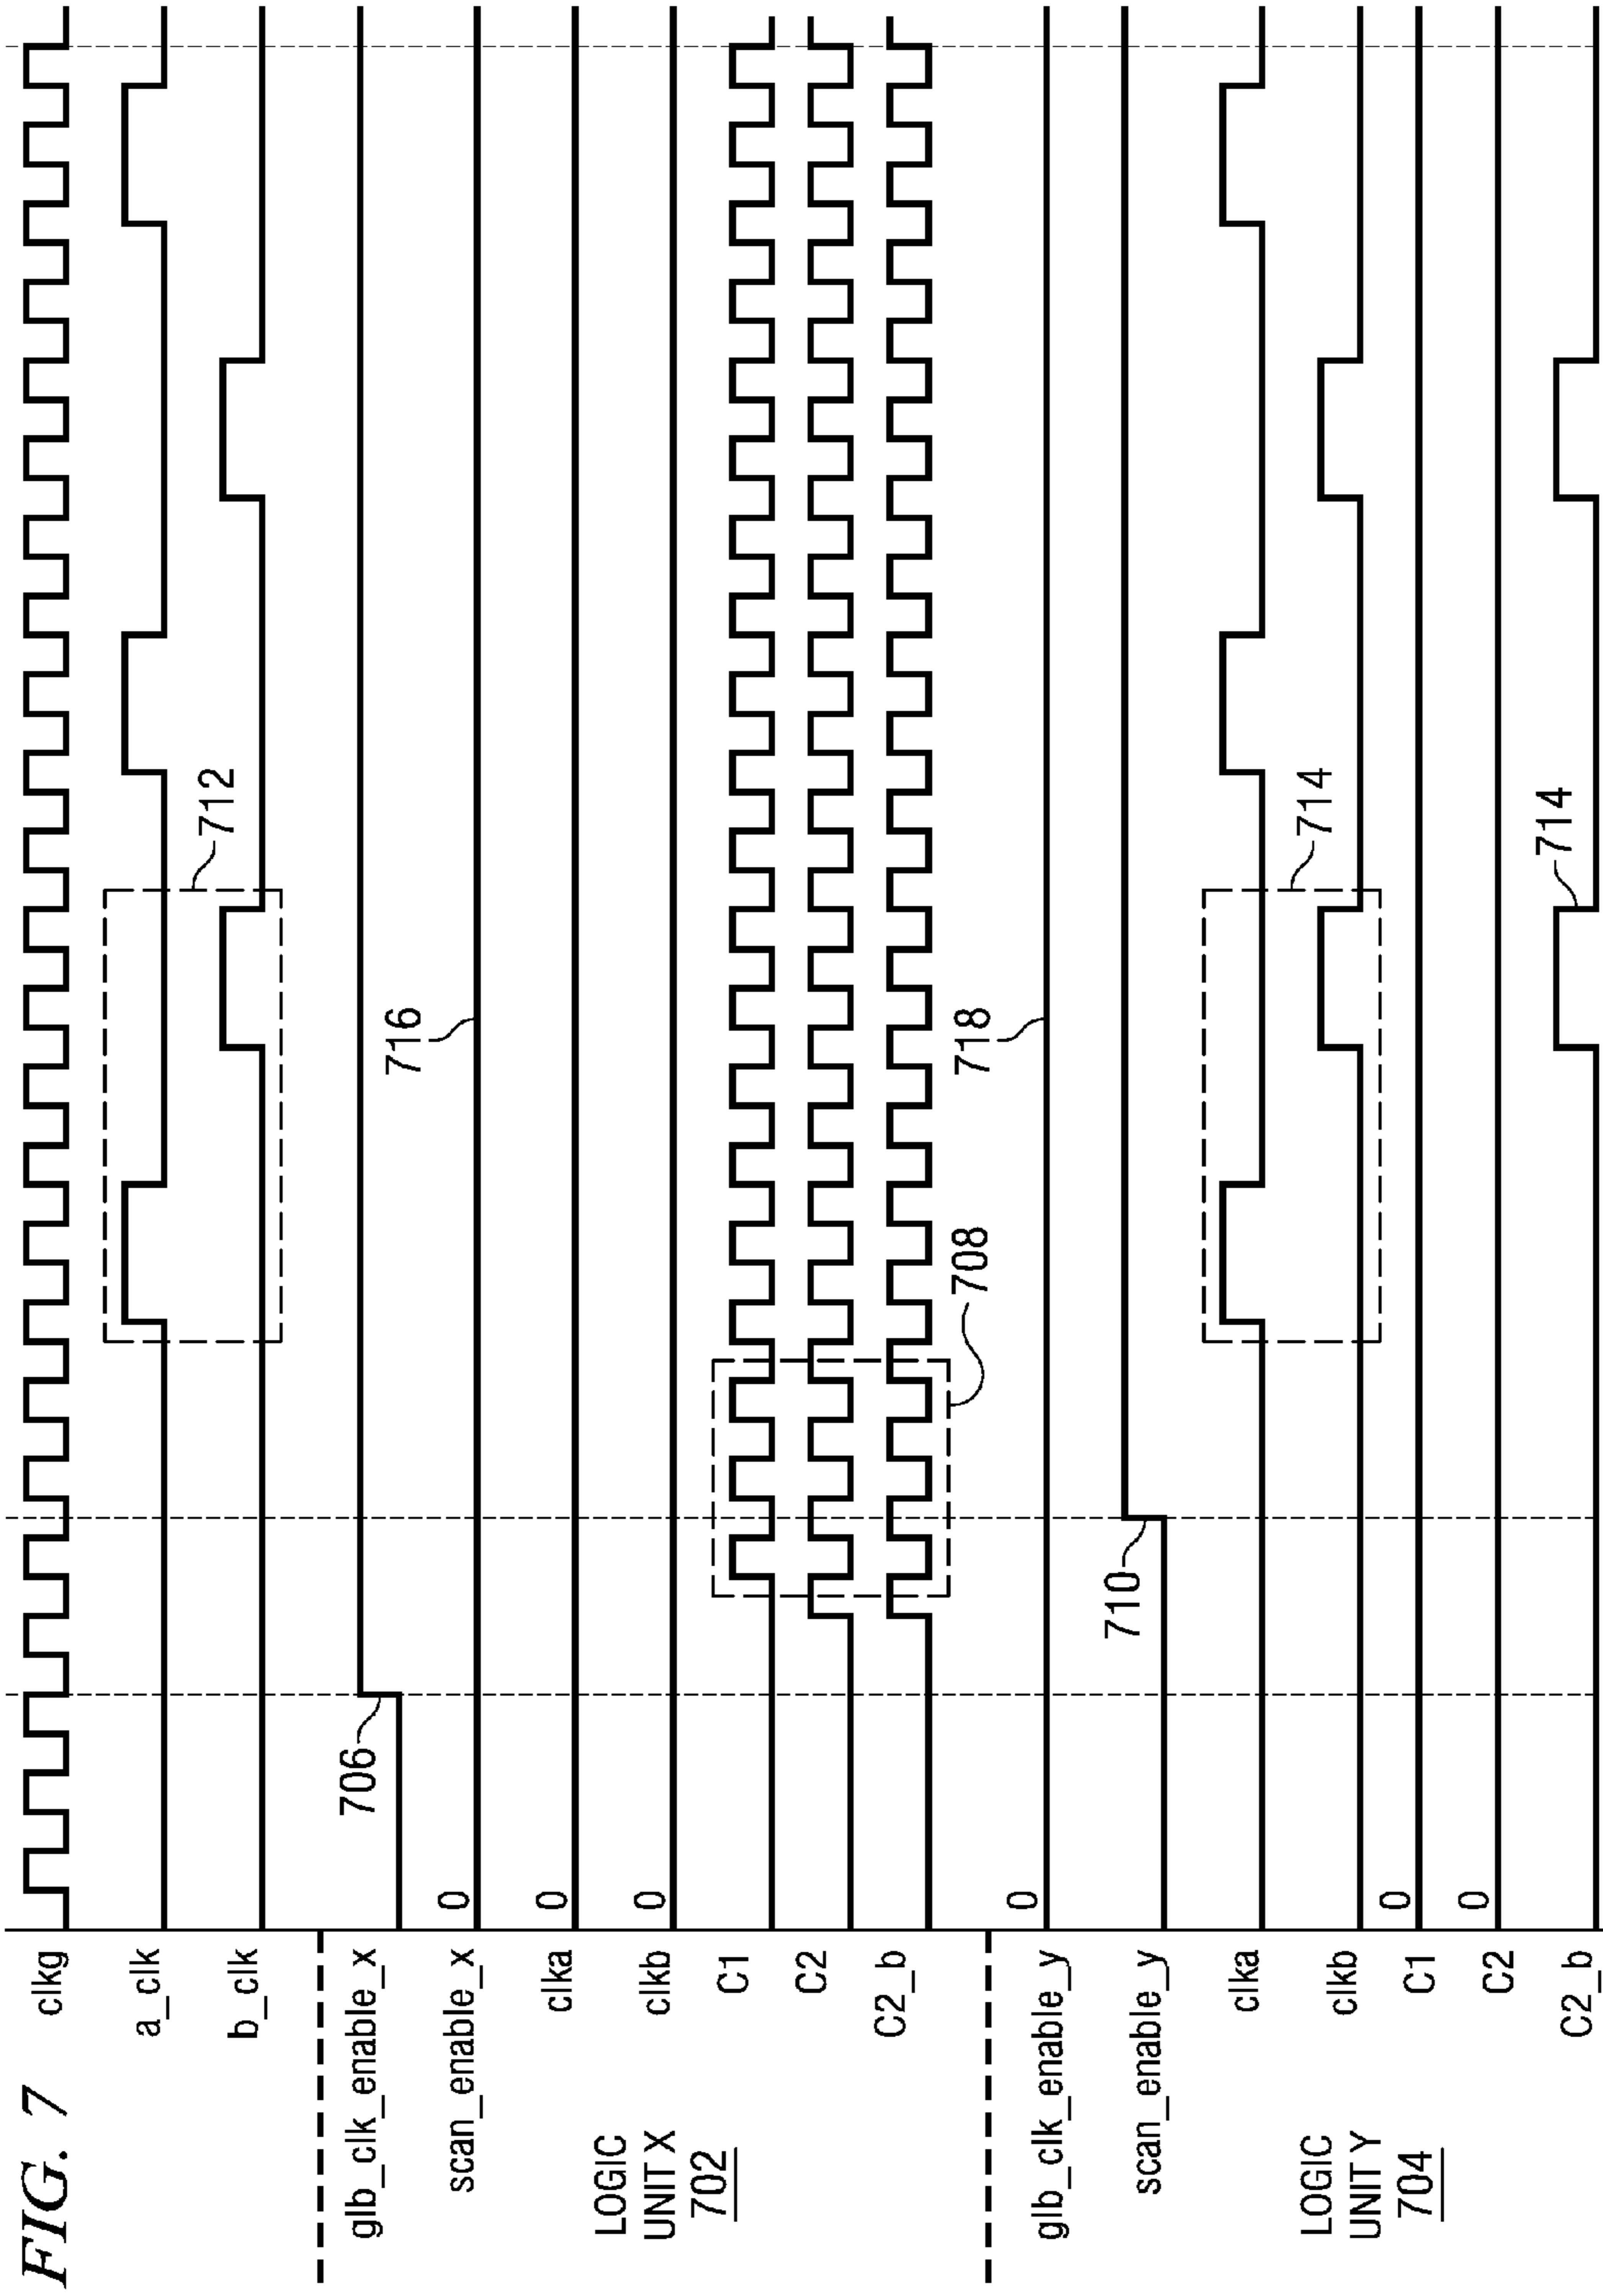 FIG. 7
clkg
a_clk
712
b_clk
glb_clk_enable_x
706
scan_enable_x
0
716
LOGIC
UNIT X
702
clka
0
clkb
0
C1
C2
C2_b
708
glb_clk_enable_y
0
718
scan_enable_y
710
LOGIC
UNIT Y
704
clka
clkb
714
C1
0
C2
0
C2_b
714